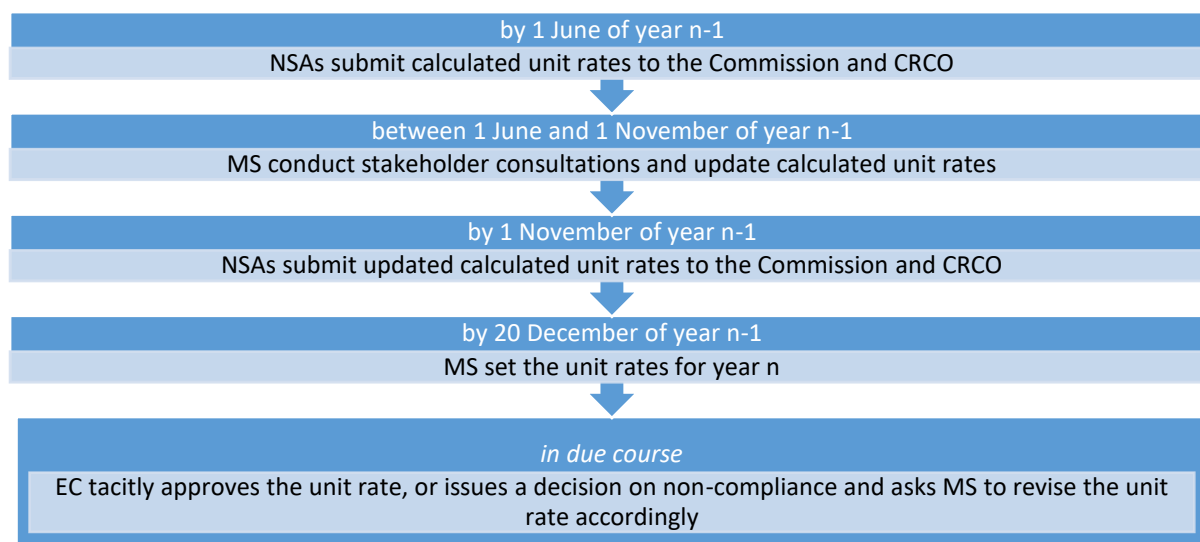 by 1 June of year n-1
NSAs submit calculated unit rates to the Commission and CRCO
between 1 June and 1 November of year n-1
MS conduct stakeholder consultations and update calculated unit rates
by 1 November of year n-1
NSAs submit updated calculated unit rates to the Commission and CRCO
by 20 December of year n-1
MS set the unit rates for year n
in due course
EC tacitly approves the unit rate, or issues a decision on non-compliance and asks MS to revise the unit
rate accordingly